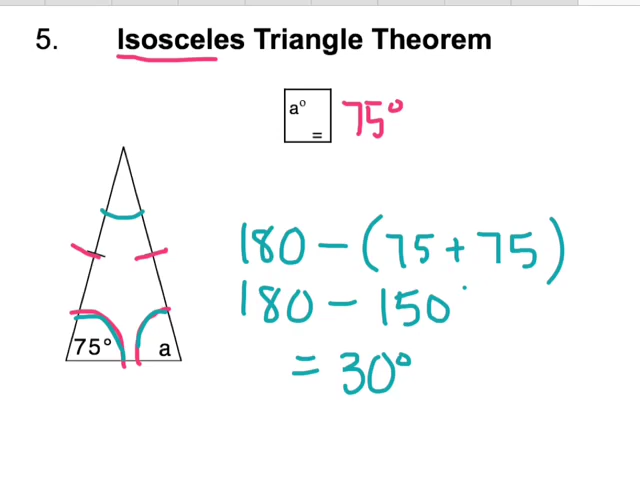 5. Isosceles Triangle Theorem
a° = 75°
180 - (75 + 75)
180 - 150
= 30°
75° a